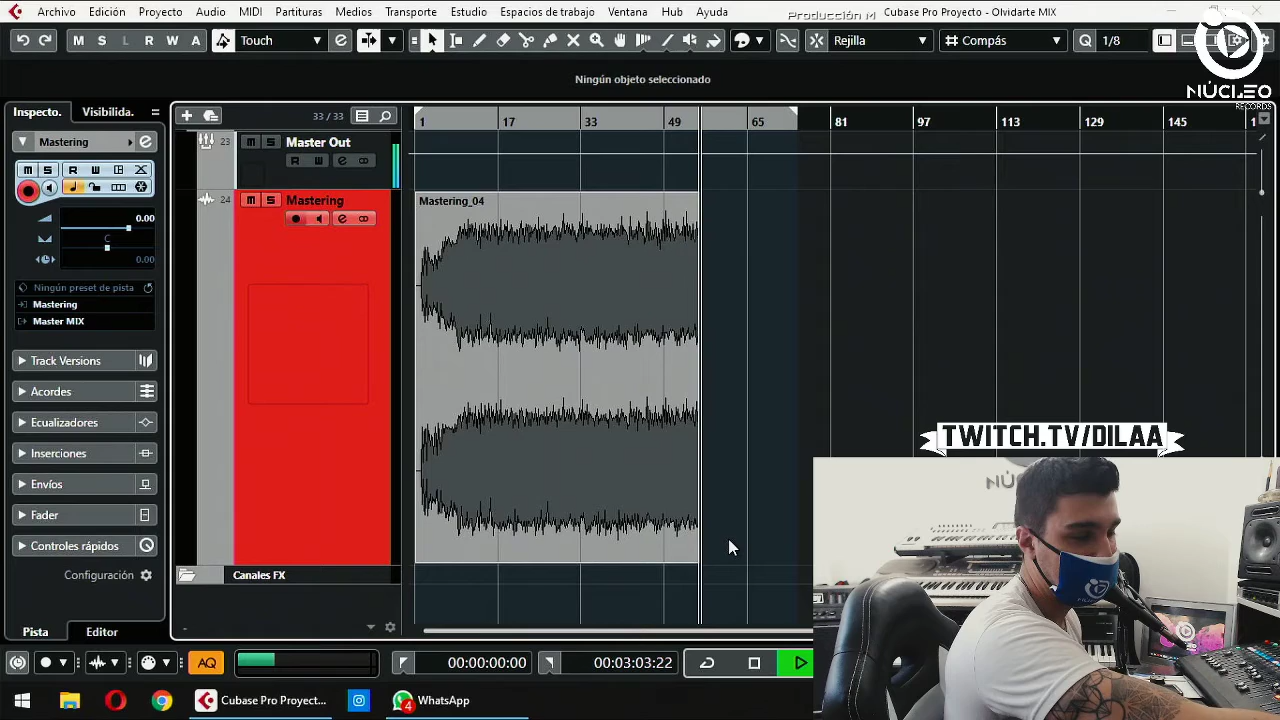 Archivo Edición Proyecto Audio MIDI Partituras Medios Transporte Estudio Espacios de trabajo Ventana Hub Ayuda Producción M Cubase Pro Proyecto - Olvidarte MIX
M S L R W A Touch Rejilla Compás Q 1/8
NÚCLEO
RECORDS
Ningún objeto seleccionado
Inspecto. Visibilida.
33 / 33
1 17 33 49 65 81 97 113 129 145
Mastering
23 M S Master Out
R W
M S R W
24 M S Mastering
Mastering_04
0.00
C
0.00
Ningún preset de pista
Mastering
Master MIX
Track Versions
Acordes
Ecualizadores
Inserciones
Envíos
Fader
Controles rápidos
Configuración
Canales FX
TWITCH.TV/DILAA
Pista Editor
AQ 00:00:00:00 00:03:03:22
Cubase Pro Proyect... 4 WhatsApp